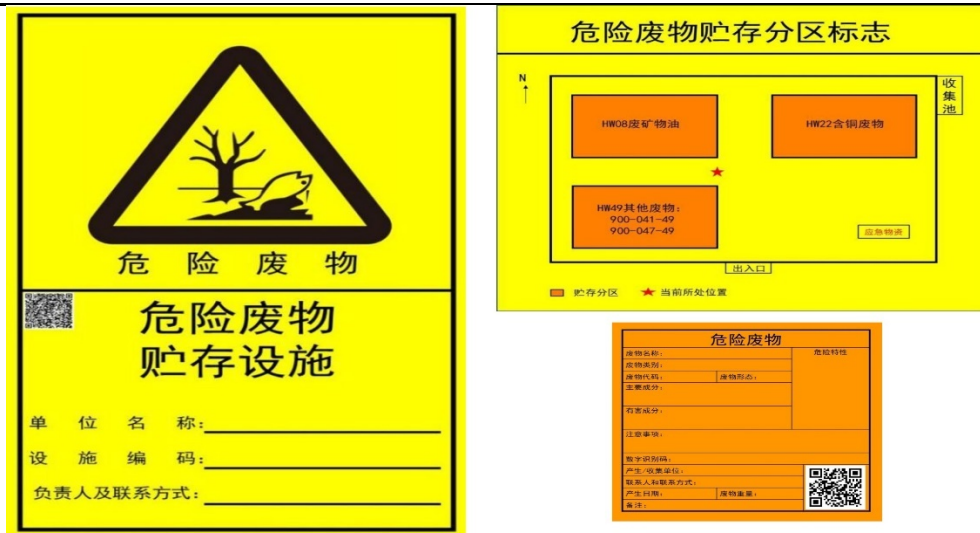 危险废物
危险废物
贮存设施
单位名称:
设施编码:
负责人及联系方式:
危险废物贮存分区标志
N
收集池
HW08废矿物油
HW22含铜废物
HW49其他废物:
900-041-49
900-047-49
应急物资
出入口
贮存分区
当前所处位置
危险废物
废物名称:
危险特性
废物类别:
废物代码:
废物形态:
主要成分:
有害成分:
注意事项:
数字识别码:
产生/收集单位:
联系人和联系方式:
产生日期:
废物重量:
备注: